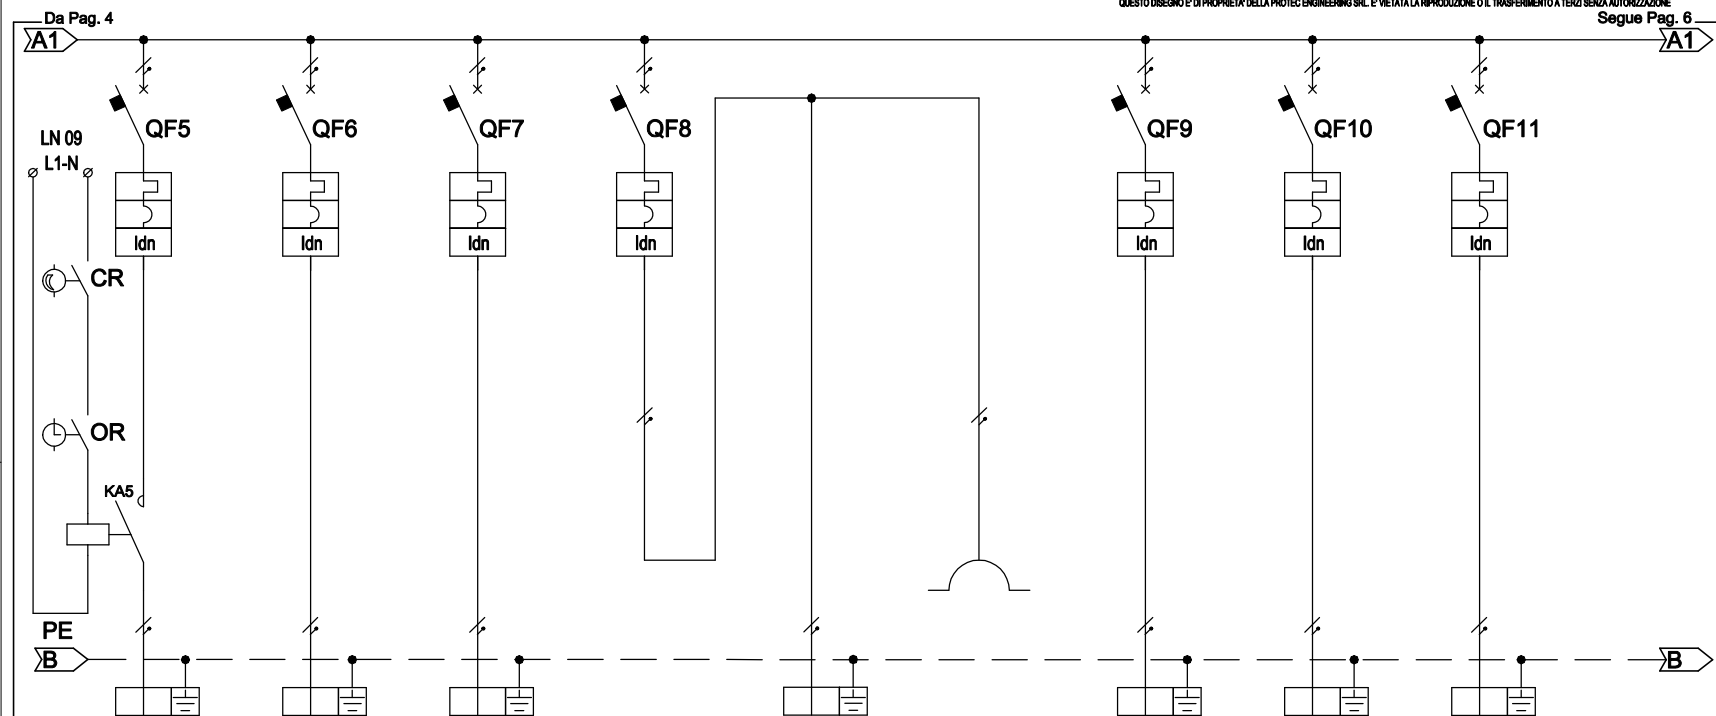 QUESTO DISEGNO E' DI PROPRIETA' DELLA PROTEC ENGINEERING SRL. E' VIETATA LA RIPRODUZIONE O IL TRASFERIMENTO A TERZI SENZA AUTORIZZAZIONE
Da Pag. 4
Segue Pag. 6
A1
A1
QF5
QF6
QF7
QF8
QF9
QF10
QF11
LN 09
L1-N
Idn
Idn
Idn
Idn
Idn
Idn
Idn
CR
OR
KA5
PE
B
B